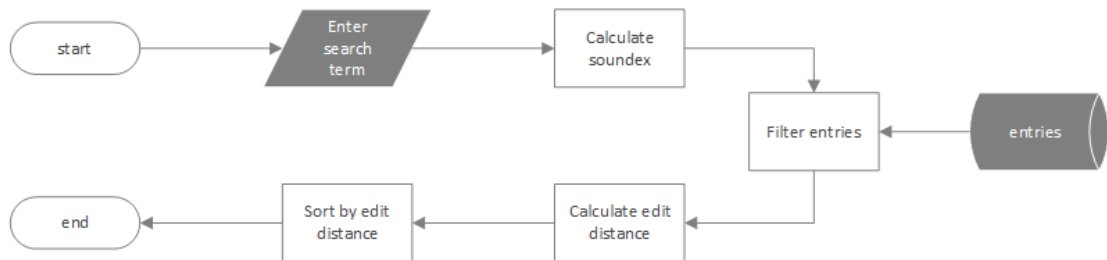 start
Enter
search
term
Calculate
soundex
Filter entries
entries
Calculate edit
distance
Sort by edit
distance
end